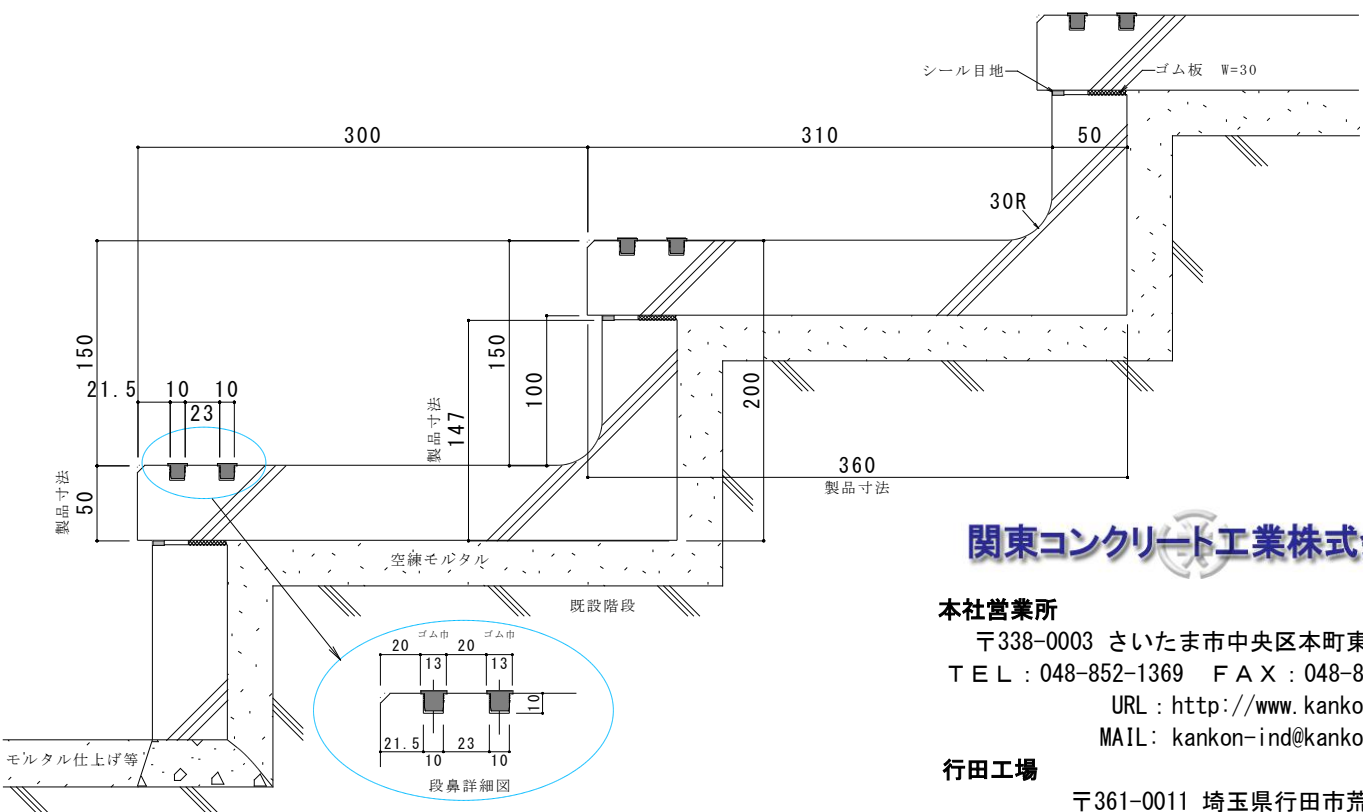 シール目地
ゴム板 W=30
300
310
50
30R
150
150
21.5
10
10
23
100
製品寸法
147
200
製品寸法
50
360
製品寸法
空練モルタル
既設階段
モルタル仕上げ等
ゴム巾
ゴム巾
20
20
13
13
10
21.5
23
10
10
段鼻詳細図
関東コンクリート工業株式
本社営業所
〒338-0003 さいたま市中央区本町東
TEL:048-852-1369 FAX:048-8
URL:http://www.kanko
MAIL: kankon-ind@kanko
行田工場
〒361-0011 埼玉県行田市荒